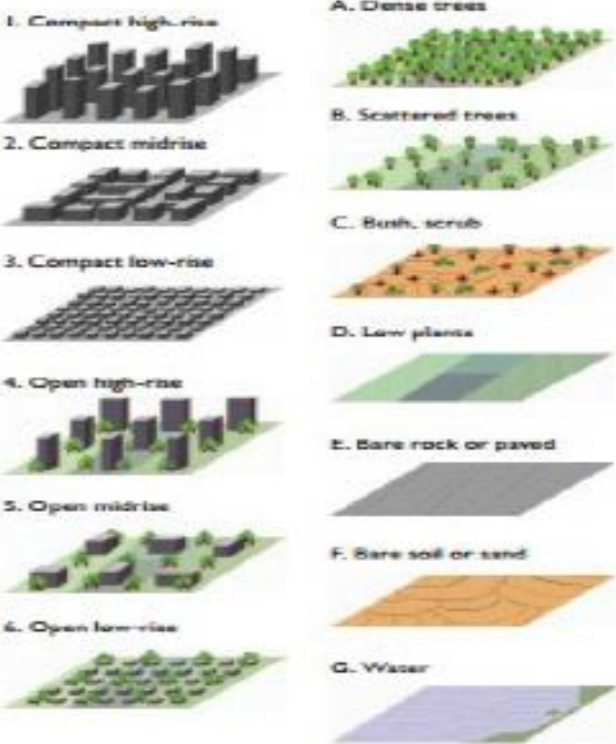 1. Compact high-rise
2. Compact midrise
3. Compact low-rise
4. Open high-rise
5. Open midrise
6. Open low-rise
A. Dense trees
B. Scattered trees
C. Bush, scrub
D. Low plants
E. Bare rock or paved
F. Bare soil or sand
G. Water